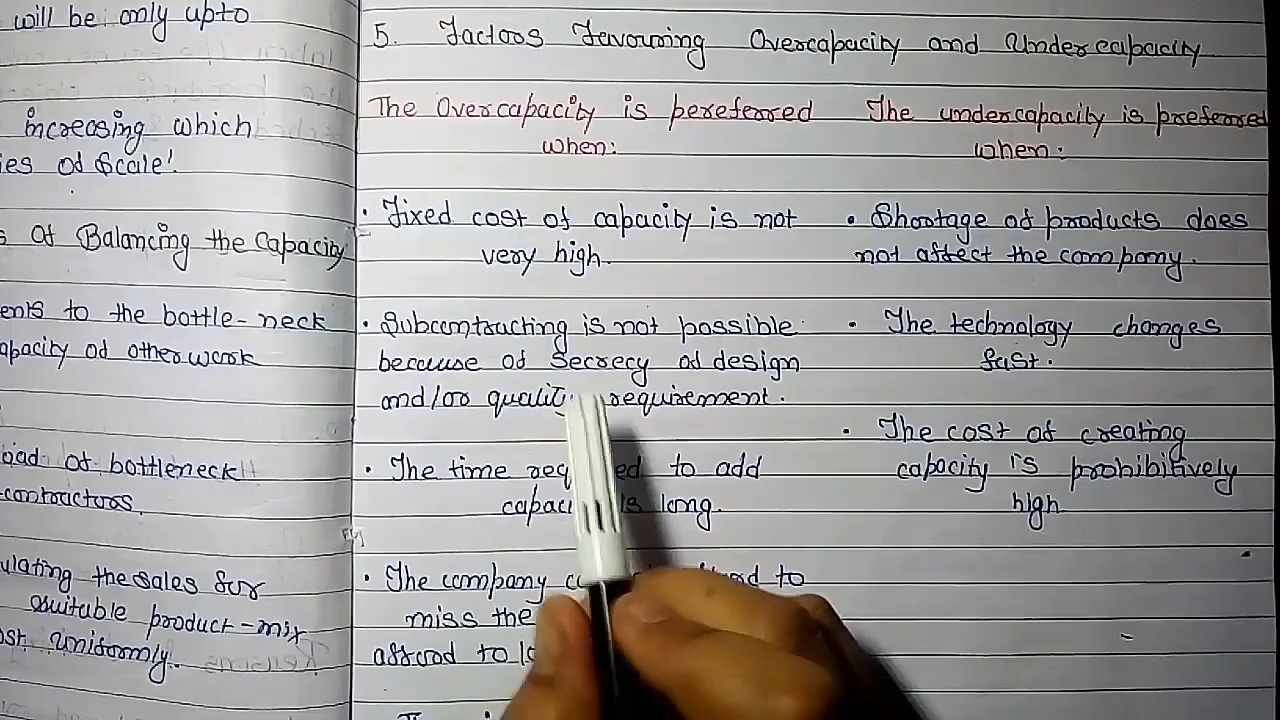 will be only upto
increasing which
ies of Scale!
s of Balancing the Capacity
ents to the bottle-neck
apacity of other work
oad of bottleneck
-contractors.
ulating the sales for
suitable product-mix
ost uniformly.
5. Factors Favouring Overcapacity and Undercapacity
The Overcapacity is pereferred
when:
• Fixed cost of capacity is not
very high.
• Subcontracting is not possible
because of secrecy of design
and/or quality requirement.
• The time req ed to add
capaci is long.
• The company to
miss the
afford to
The undercapacity is preferred
when:
• Shortage of products does
not affect the company.
• The technology changes
fast.
• The cost of creating
capacity is prohibitively
high